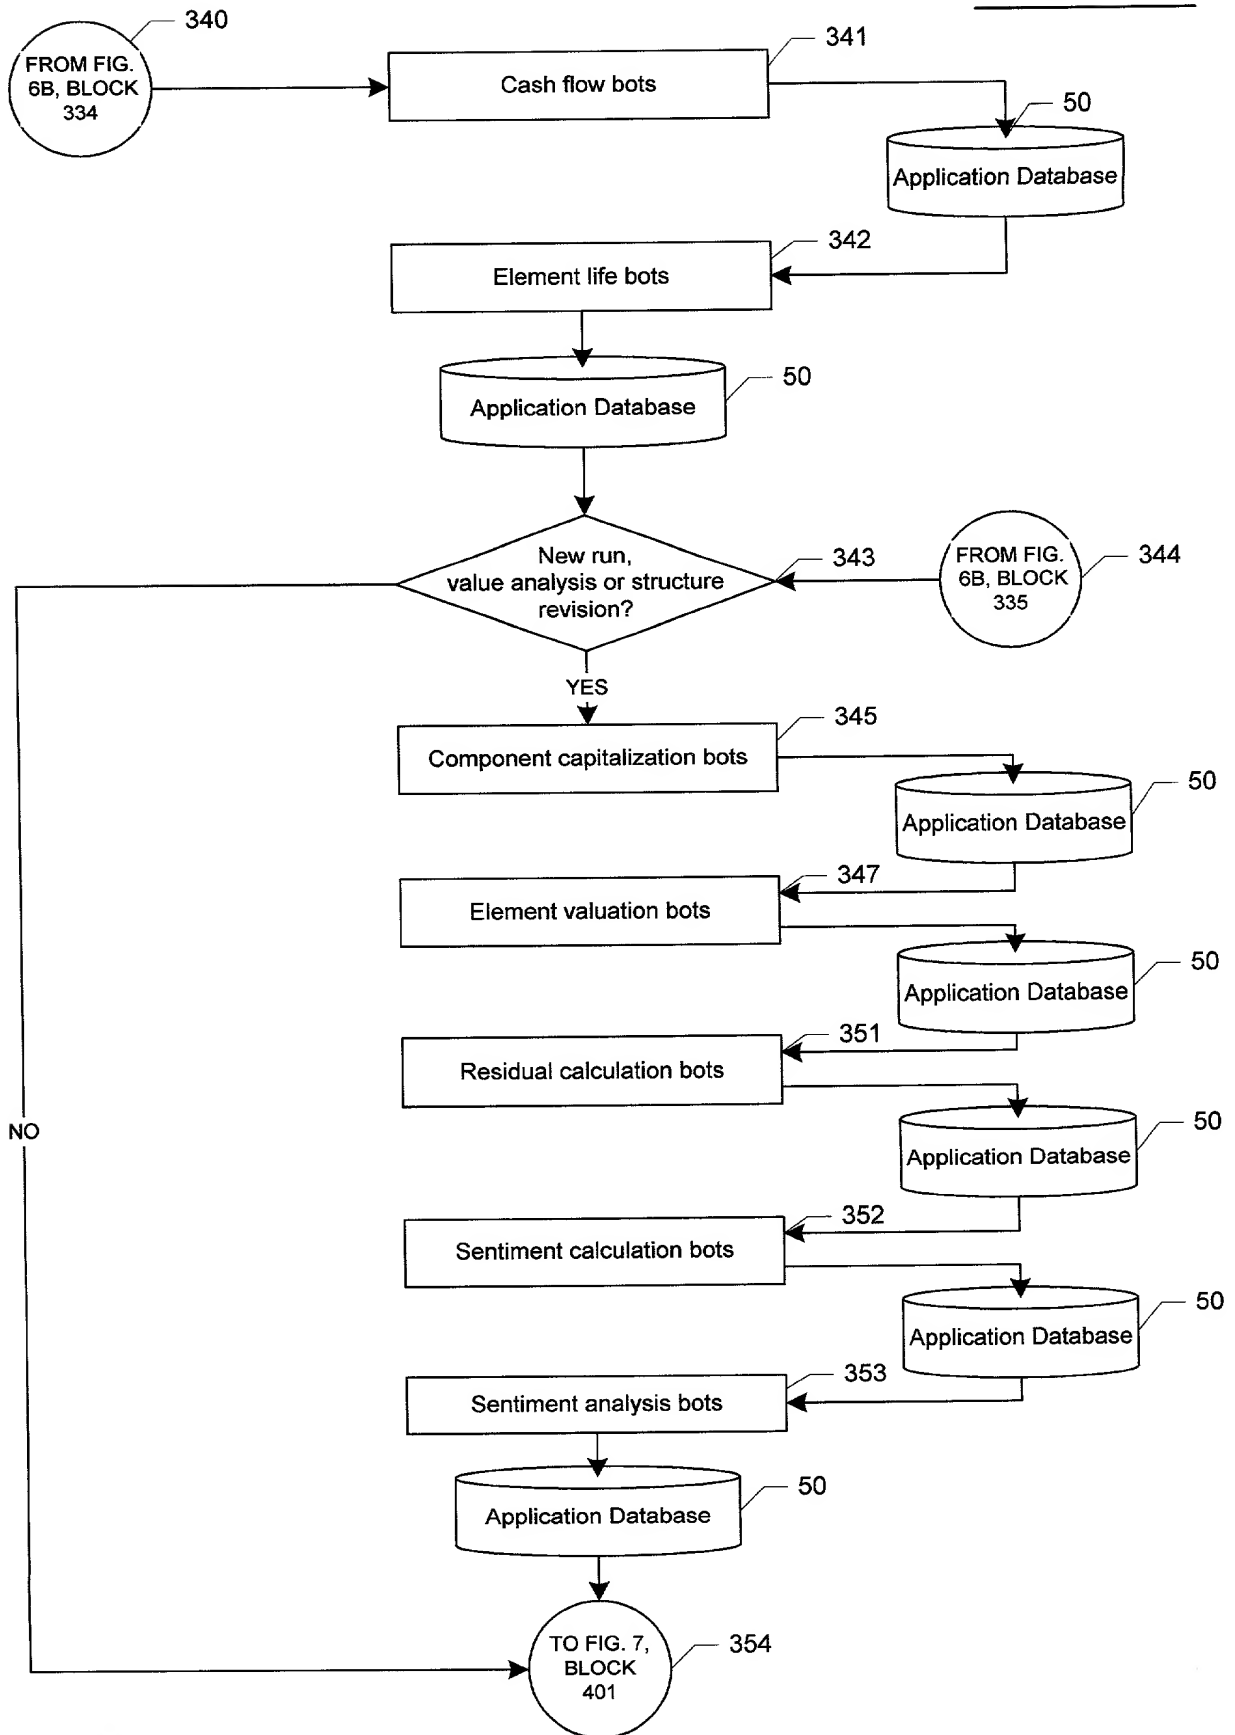 340
FROM FIG.
6B, BLOCK
334
341
Cash flow bots
50
Application Database
342
Element life bots
50
Application Database
New run,
value analysis or structure
revision?
343
FROM FIG.
6B, BLOCK
335
344
YES
345
Component capitalization bots
50
Application Database
347
Element valuation bots
50
Application Database
351
Residual calculation bots
50
Application Database
NO
352
Sentiment calculation bots
50
Application Database
353
Sentiment analysis bots
50
Application Database
TO FIG. 7,
BLOCK
401
354